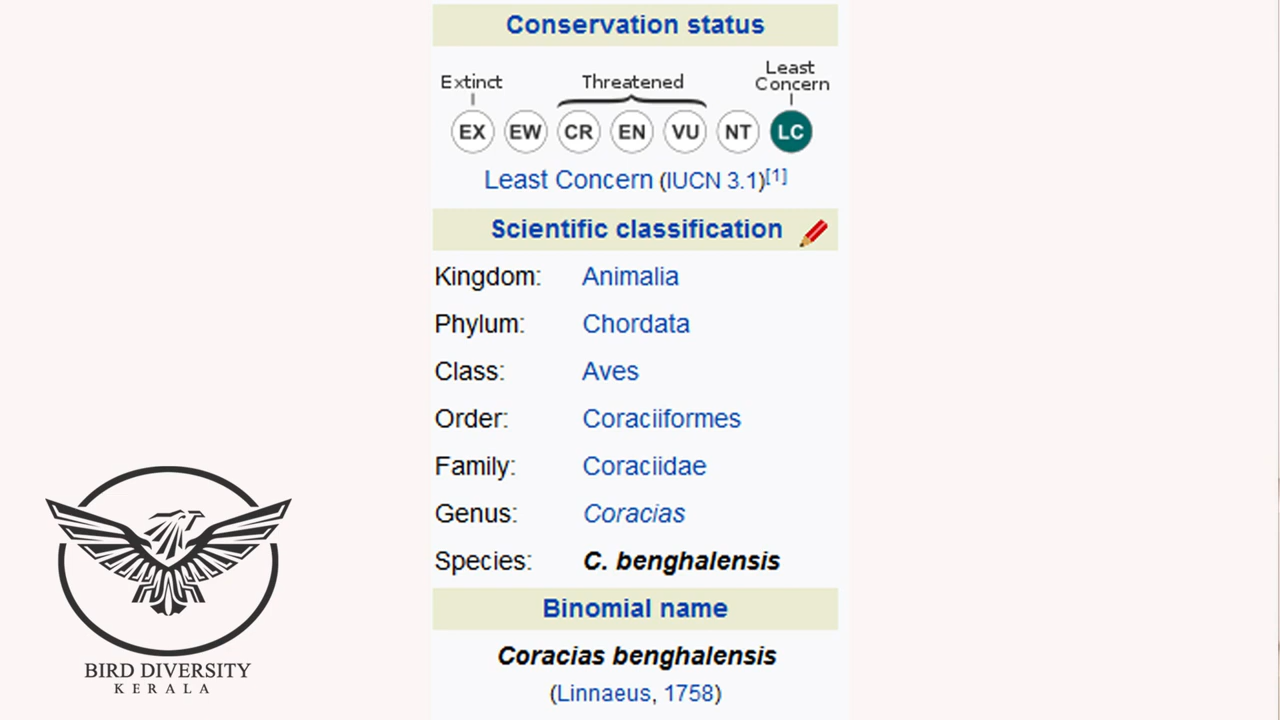 Conservation status
Extinct
Threatened
Least
Concern
EX EW CR EN VU NT LC
Least Concern (IUCN 3.1)[1]
Scientific classification
Kingdom: Animalia
Phylum: Chordata
Class: Aves
Order: Coraciiformes
Family: Coraciidae
Genus: Coracias
Species: C. benghalensis
Binomial name
Coracias benghalensis
(Linnaeus, 1758)
BIRD DIVERSITY
KERALA